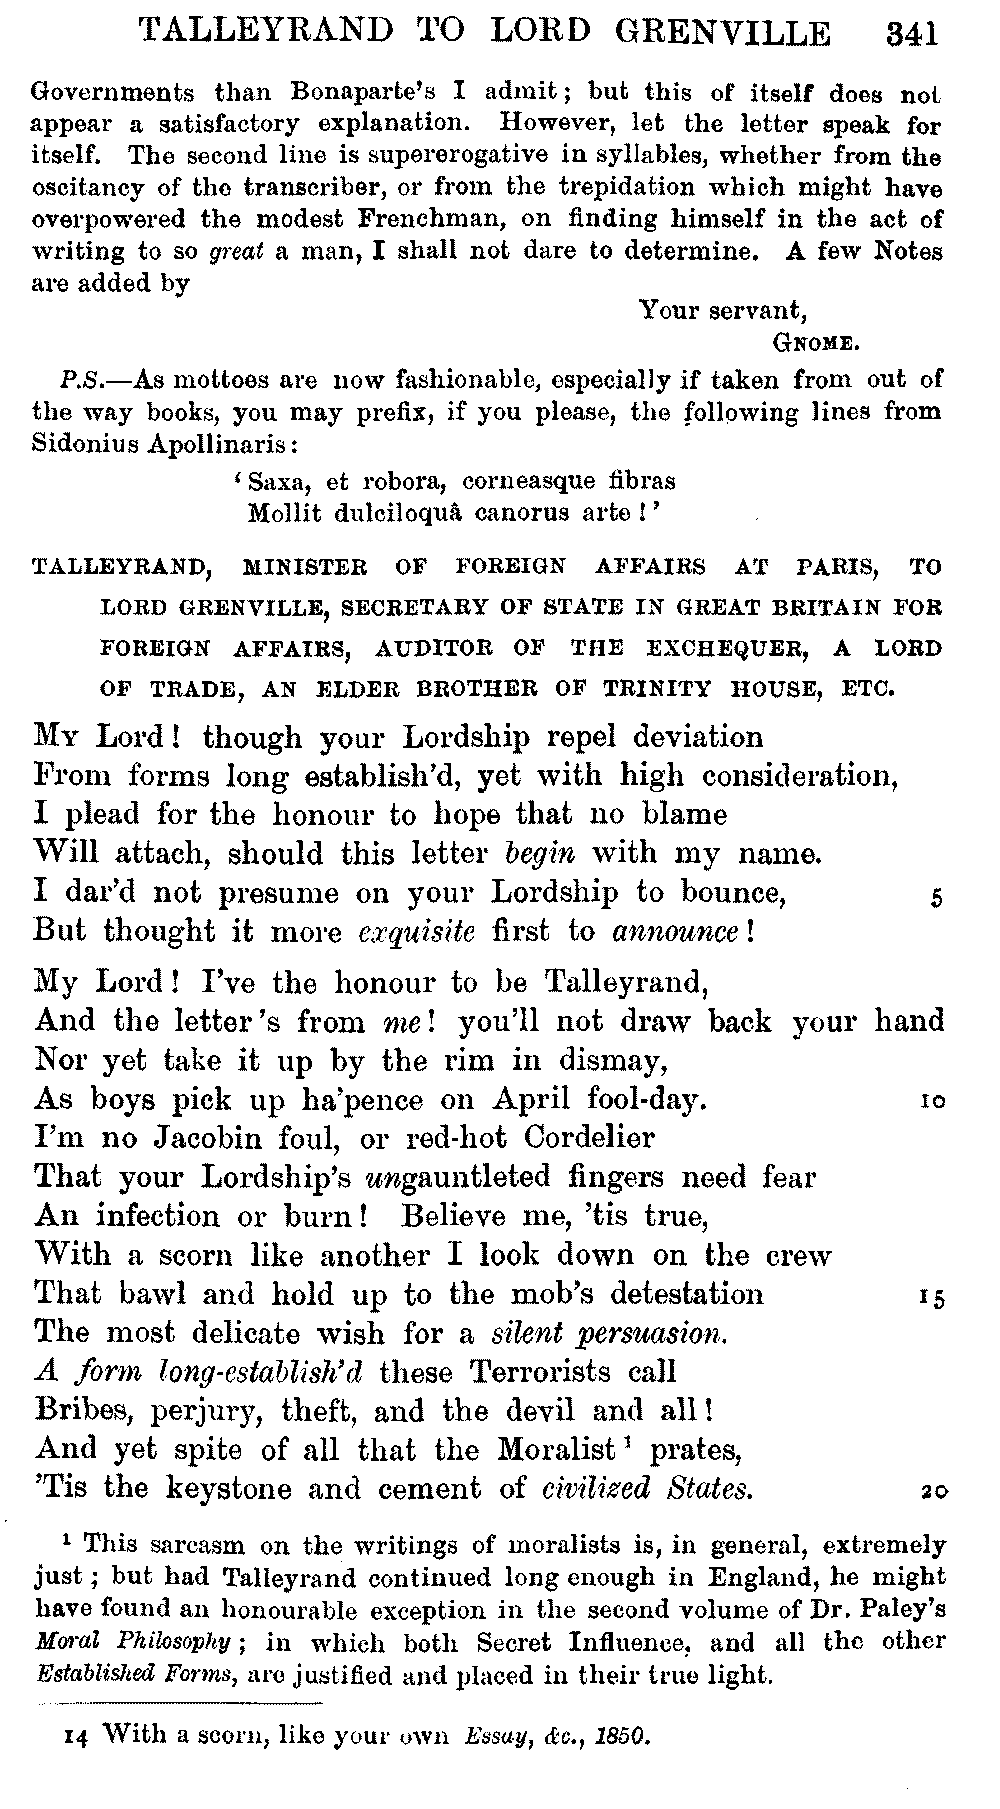 TALLEYRAND TO LORD GRENVILLE 341
Governments than Bonaparte's I admit; but this of itself does not
appear a satisfactory explanation. However, let the letter speak for
itself. The second line is supererogative in syllables, whether from the
oscitancy of the transcriber, or from the trepidation which might have
overpowered the modest Frenchman, on finding himself in the act of
writing to so great a man, I shall not dare to determine. A few Notes
are added by
Your servant,
GNOME.
P.S.—As mottoes are now fashionable, especially if taken from out of
the way books, you may prefix, if you please, the following lines from
Sidonius Apollinaris:
'Saxa, et robora, corneasque fibras
Mollit dulciloquâ canorus arte!'
TALLEYRAND, MINISTER OF FOREIGN AFFAIRS AT PARIS, TO
LORD GRENVILLE, SECRETARY OF STATE IN GREAT BRITAIN FOR
FOREIGN AFFAIRS, AUDITOR OF THE EXCHEQUER, A LORD
OF TRADE, AN ELDER BROTHER OF TRINITY HOUSE, ETC.
MY Lord! though your Lordship repel deviation
From forms long establish'd, yet with high consideration,
I plead for the honour to hope that no blame
Will attach, should this letter begin with my name.
I dar'd not presume on your Lordship to bounce, 5
But thought it more exquisite first to announce!
My Lord! I've the honour to be Talleyrand,
And the letter's from me! you'll not draw back your hand
Nor yet take it up by the rim in dismay,
As boys pick up ha'pence on April fool-day. 10
I'm no Jacobin foul, or red-hot Cordelier
That your Lordship's ungauntleted fingers need fear
An infection or burn! Believe me, 'tis true,
With a scorn like another I look down on the crew
That bawl and hold up to the mob's detestation 15
The most delicate wish for a silent persuasion.
A form long-establish'd these Terrorists call
Bribes, perjury, theft, and the devil and all!
And yet spite of all that the Moralist ¹ prates,
'Tis the keystone and cement of civilized States. 20
¹ This sarcasm on the writings of moralists is, in general, extremely
just; but had Talleyrand continued long enough in England, he might
have found an honourable exception in the second volume of Dr. Paley's
Moral Philosophy; in which both Secret Influence, and all the other
Established Forms, are justified and placed in their true light.
14 With a scorn, like your own Essay, &c., 1850.